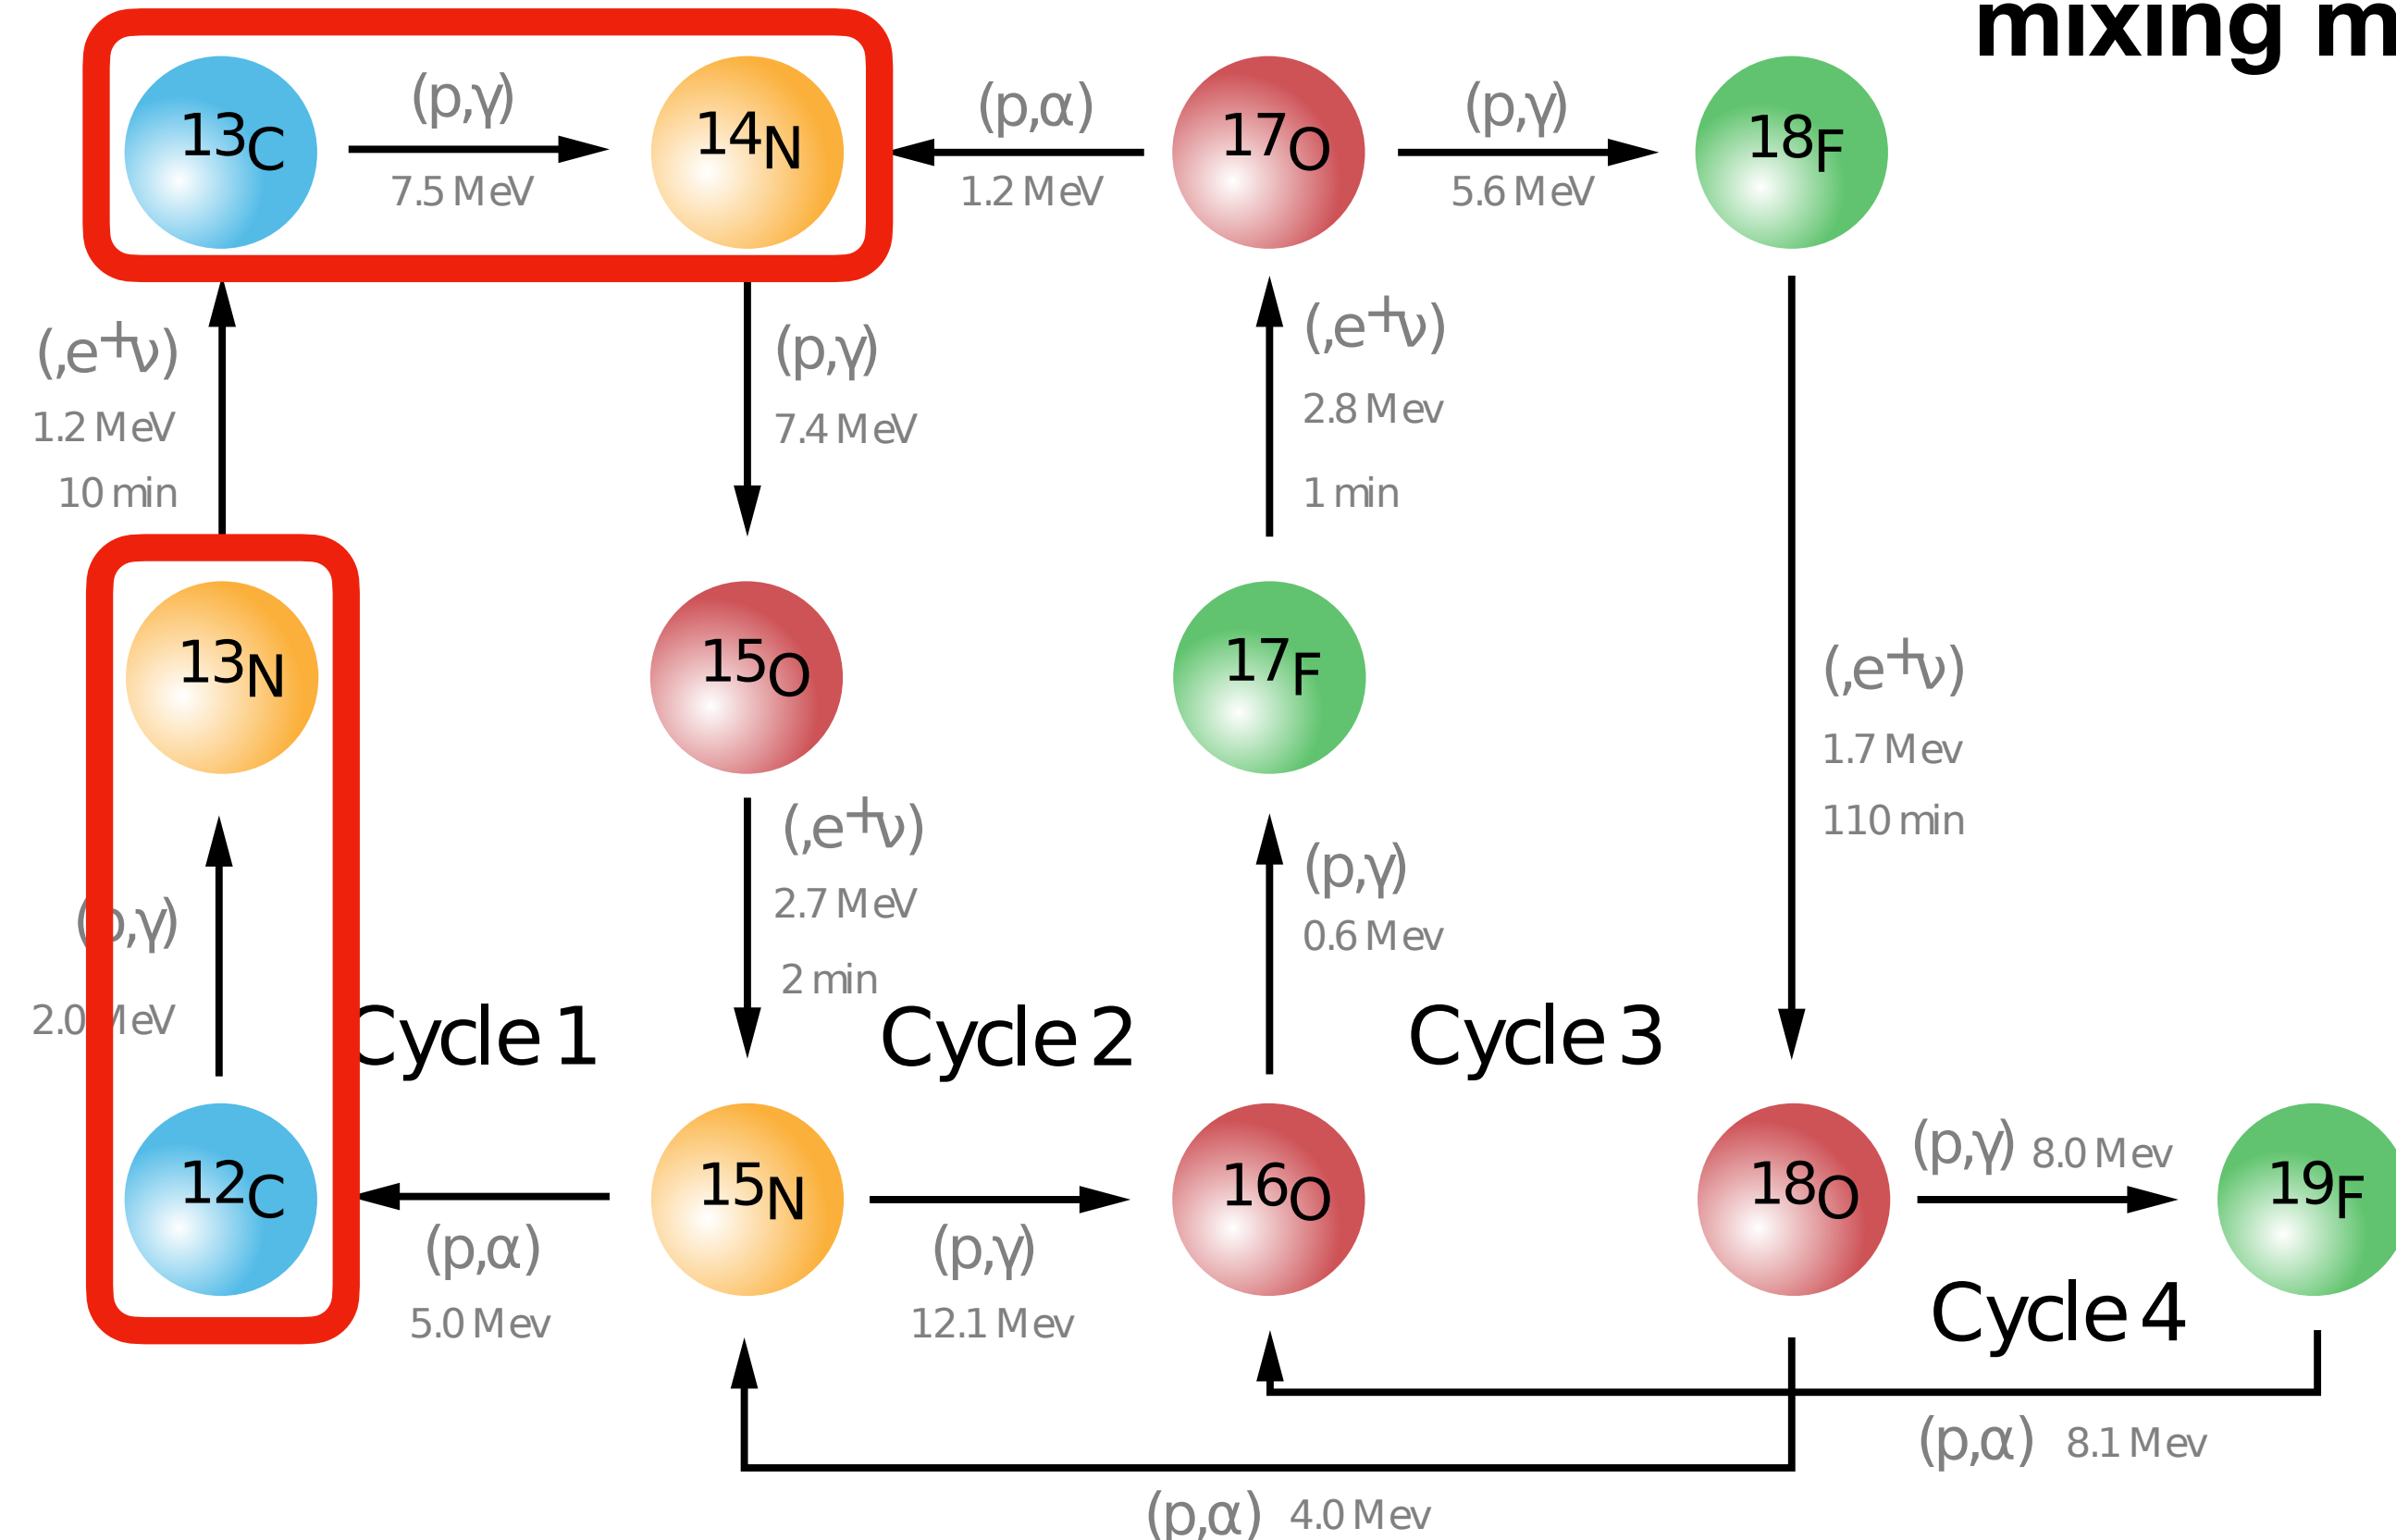 mixing m
13C
(p,γ)
7.5 MeV
14N
(p,α)
1.2 MeV
17O
(p,γ)
5.6 MeV
18F
(,e+ν)
1.2 MeV
10 min
(p,γ)
7.4 MeV
(,e+ν)
2.8 Mev
1 min
13N
15O
17F
(,e+ν)
1.7 Mev
110 min
(p,γ)
2.0 MeV
(,e+ν)
2.7 MeV
2 min
(p,γ)
0.6 Mev
Cycle 1
Cycle 2
Cycle 3
12C
(p,α)
5.0 Mev
15N
(p,γ)
12.1 Mev
16O
18O
(p,γ) 8.0 Mev
19F
Cycle 4
(p,α) 8.1 Mev
(p,α) 4.0 Mev